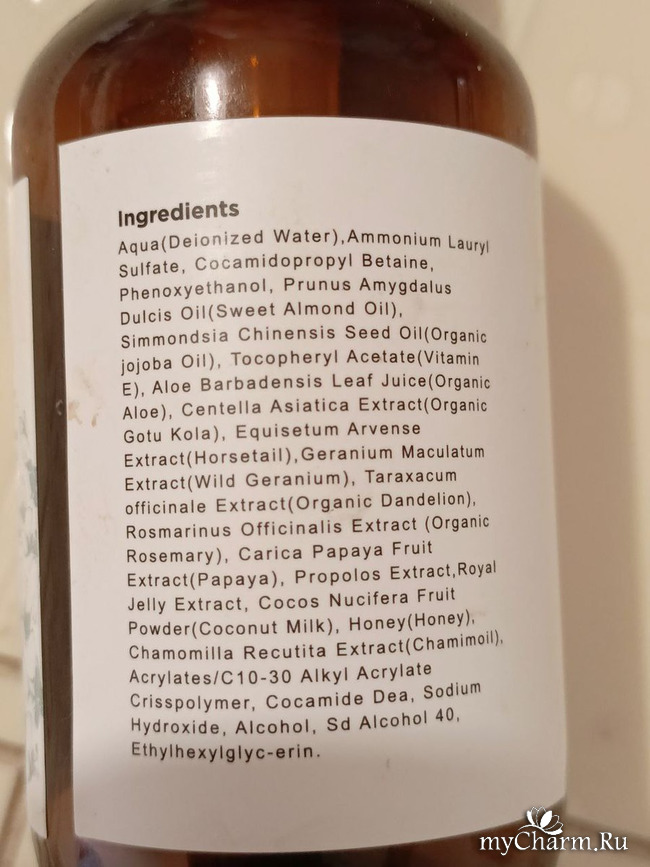 Ingredients
Aqua(Deionized Water),Ammonium Lauryl
Sulfate, Cocamidopropyl Betaine,
Phenoxyethanol, Prunus Amygdalus
Dulcis Oil(Sweet Almond Oil),
Simmondsia Chinensis Seed Oil(Organic
jojoba Oil), Tocopheryl Acetate(Vitamin
E), Aloe Barbadensis Leaf Juice(Organic
Aloe), Centella Asiatica Extract(Organic
Gotu Kola), Equisetum Arvense
Extract(Horsetail),Geranium Maculatum
Extract(Wild Geranium), Taraxacum
officinale Extract(Organic Dandelion),
Rosmarinus Officinalis Extract (Organic
Rosemary), Carica Papaya Fruit
Extract(Papaya), Propolos Extract,Royal
Jelly Extract, Cocos Nucifera Fruit
Powder(Coconut Milk), Honey(Honey),
Chamomilla Recutita Extract(Chamimoil),
Acrylates/C10-30 Alkyl Acrylate
Crisspolymer, Cocamide Dea, Sodium
Hydroxide, Alcohol, Sd Alcohol 40,
Ethylhexylglyc-erin.
myCharm.Ru